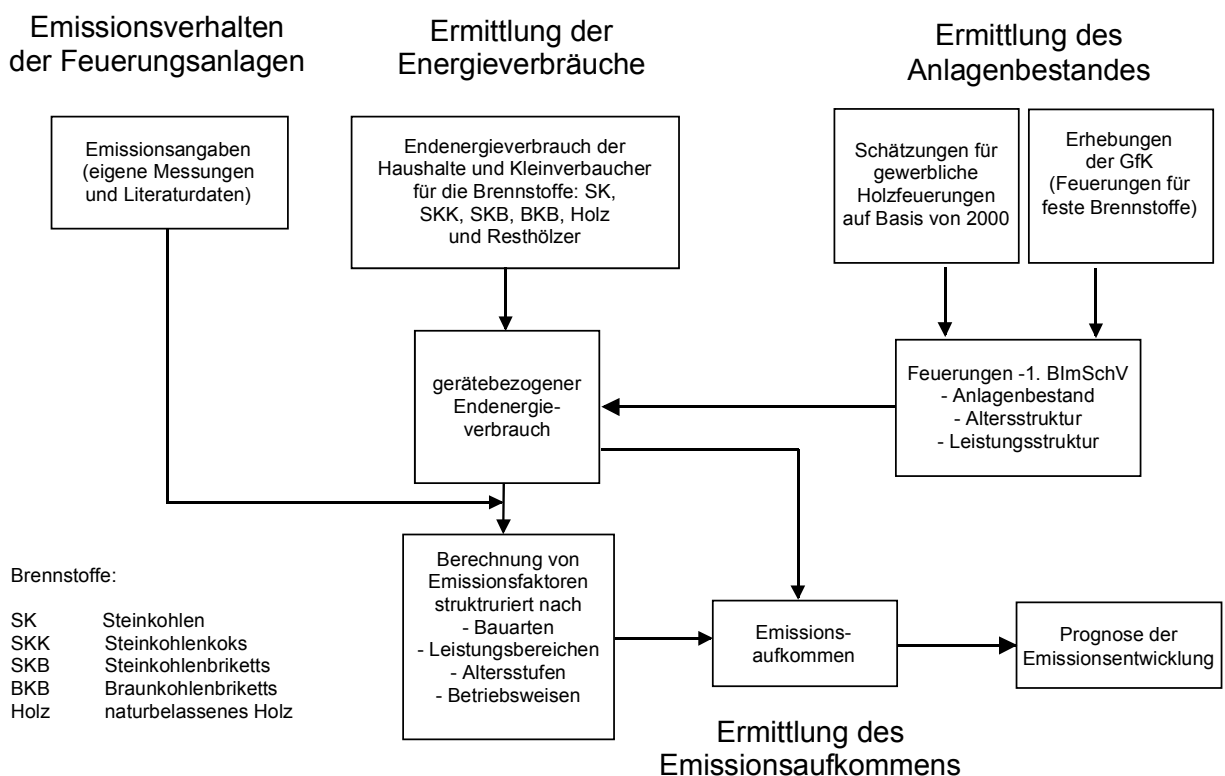 Emissionsverhalten
der Feuerungsanlagen
Ermittlung der
Energieverbräuche
Ermittlung des
Anlagenbestandes
Emissionsangaben
(eigene Messungen
und Literaturdaten)
Endenergieverbrauch der
Haushalte und Kleinverbaucher
für die Brennstoffe: SK,
SKK, SKB, BKB, Holz
und Resthölzer
Schätzungen für
gewerbliche
Holzfeuerungen
auf Basis von 2000
Erhebungen
der GfK
(Feuerungen für
feste Brennstoffe)
gerätebezogener
Endenergie-
verbrauch
Feuerungen -1. BImSchV
- Anlagenbestand
- Altersstruktur
- Leistungsstruktur
Berechnung von
Emissionsfaktoren
struktruriert nach
- Bauarten
- Leistungsbereichen
- Altersstufen
- Betriebsweisen
Emissions-
aufkommen
Prognose der
Emissionsentwicklung
Brennstoffe:
SK Steinkohlen
SKK Steinkohlenkoks
SKB Steinkohlenbriketts
BKB Braunkohlenbriketts
Holz naturbelassenes Holz
Ermittlung des
Emissionsaufkommens